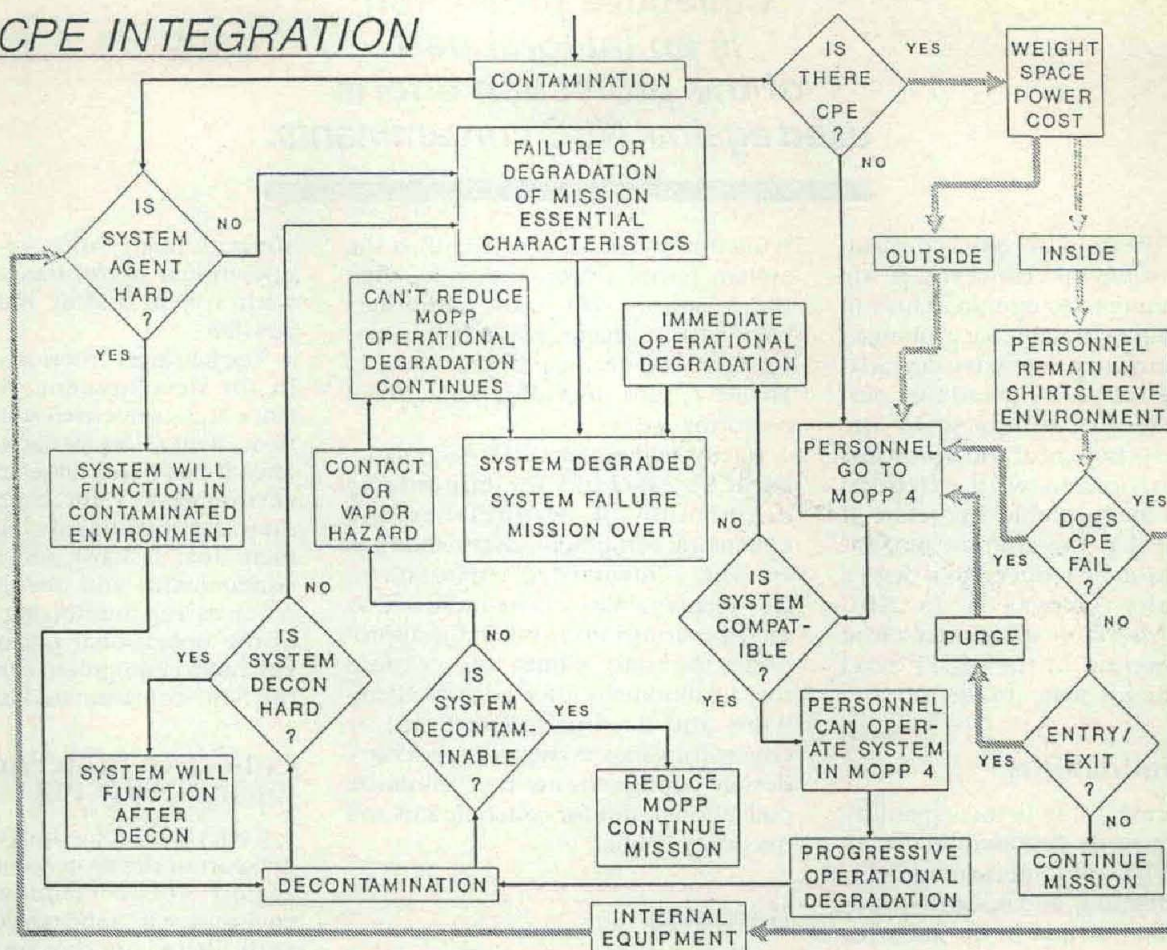 CPE INTEGRATION
CONTAMINATION
IS
THERE
CPE
?
YES
NO
WEIGHT
SPACE
POWER
COST
FAILURE OR
DEGRADATION
OF MISSION
ESSENTIAL
CHARACTERISTICS
IS
SYSTEM
AGENT
HARD
?
NO
YES
OUTSIDE
INSIDE
CAN'T REDUCE
MOPP
OPERATIONAL
DEGRADATION
CONTINUES
IMMEDIATE
OPERATIONAL
DEGRADATION
PERSONNEL
REMAIN IN
SHIRTSLEEVE
ENVIRONMENT
SYSTEM WILL
FUNCTION IN
CONTAMINATED
ENVIRONMENT
CONTACT
OR
VAPOR
HAZARD
SYSTEM DEGRADED
SYSTEM FAILURE
MISSION OVER
PERSONNEL
GO TO
MOPP 4
DOES
CPE
FAIL
?
YES
YES
NO
NO
IS
SYSTEM
COMPAT-
IBLE
?
YES
PURGE
NO
YES
IS
SYSTEM
DECON
HARD
?
NO
IS
SYSTEM
DECONTAM-
INABLE
?
YES
PERSONNEL
CAN OPER-
ATE SYSTEM
IN MOPP 4
ENTRY/
EXIT
?
YES
NO
SYSTEM WILL
FUNCTION
AFTER
DECON
REDUCE
MOPP
CONTINUE
MISSION
PROGRESSIVE
OPERATIONAL
DEGRADATION
CONTINUE
MISSION
DECONTAMINATION
INTERNAL
EQUIPMENT